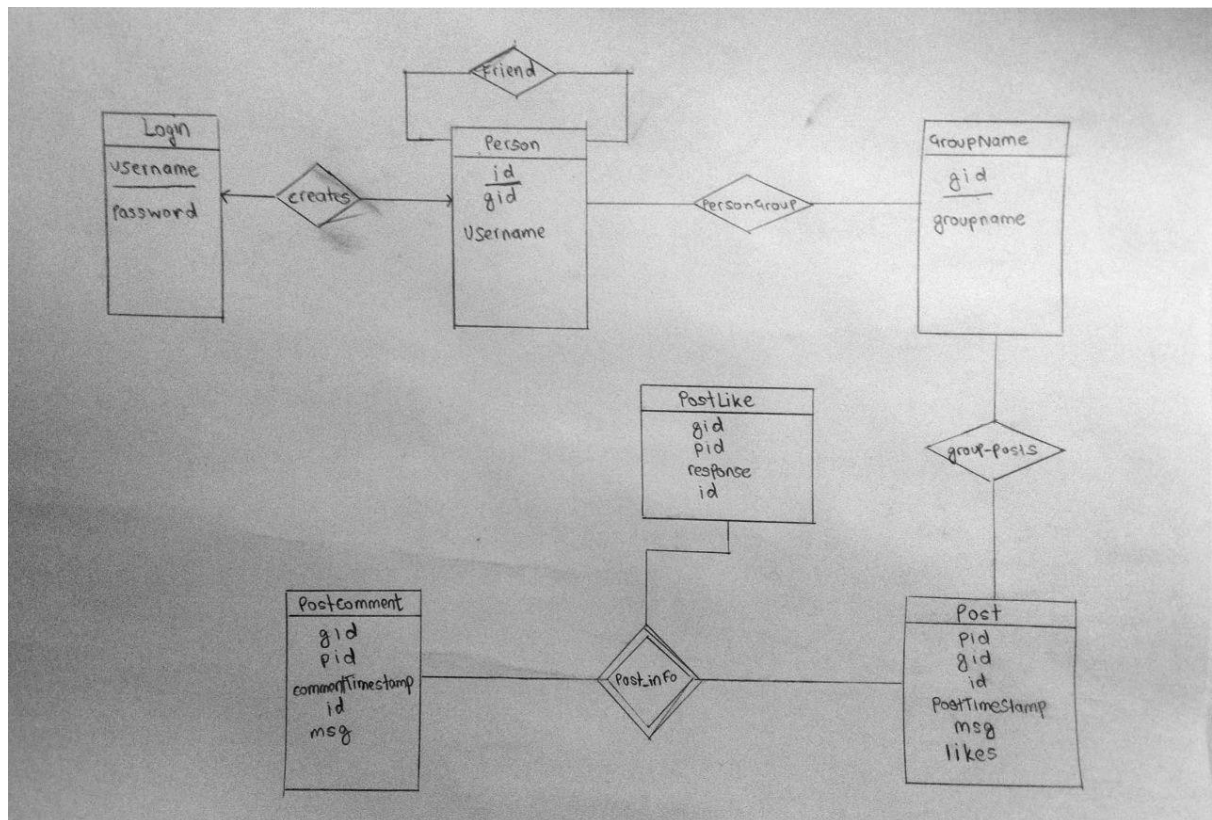 Friend
Login
Username
Password
creates
Person
id
gid
Username
PersonGroup
GroupName
gid
groupname
PostLike
gid
pid
response
id
group-posts
PostComment
gid
pid
commentTimestamp
id
msg
Post_info
Post
pid
gid
id
PostTimeStamp
msg
likes